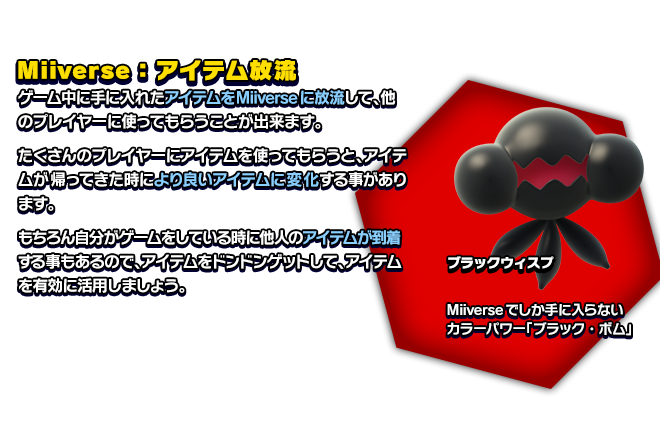 Miiverse：アイテム放流
ゲーム中に手に入れたアイテムをMiiverseに放流して、他
のプレイヤーに使ってもらうことが出来ます。
たくさんのプレイヤーにアイテムを使ってもらうと、アイテ
ムが帰ってきた時により良いアイテムに変化する事があり
ます。
もちろん自分がゲームをしている時に他人のアイテムが到着
する事もあるので、アイテムをドンドンゲットして、アイテム
を有効に活用しましょう。
ブラックウィスプ
Miiverseでしか手に入らない
カラーパワー「ブラック・ボム」